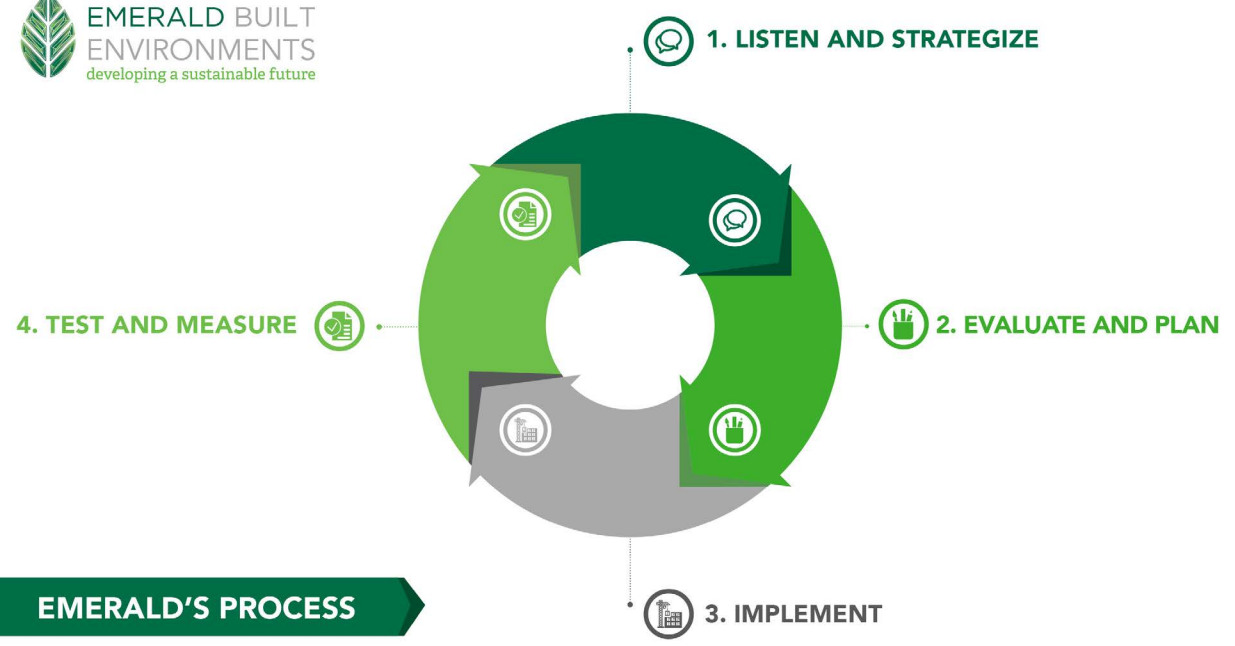 EMERALD BUILT
ENVIRONMENTS
developing a sustainable future
1. LISTEN AND STRATEGIZE
4. TEST AND MEASURE
2. EVALUATE AND PLAN
EMERALD'S PROCESS
3. IMPLEMENT